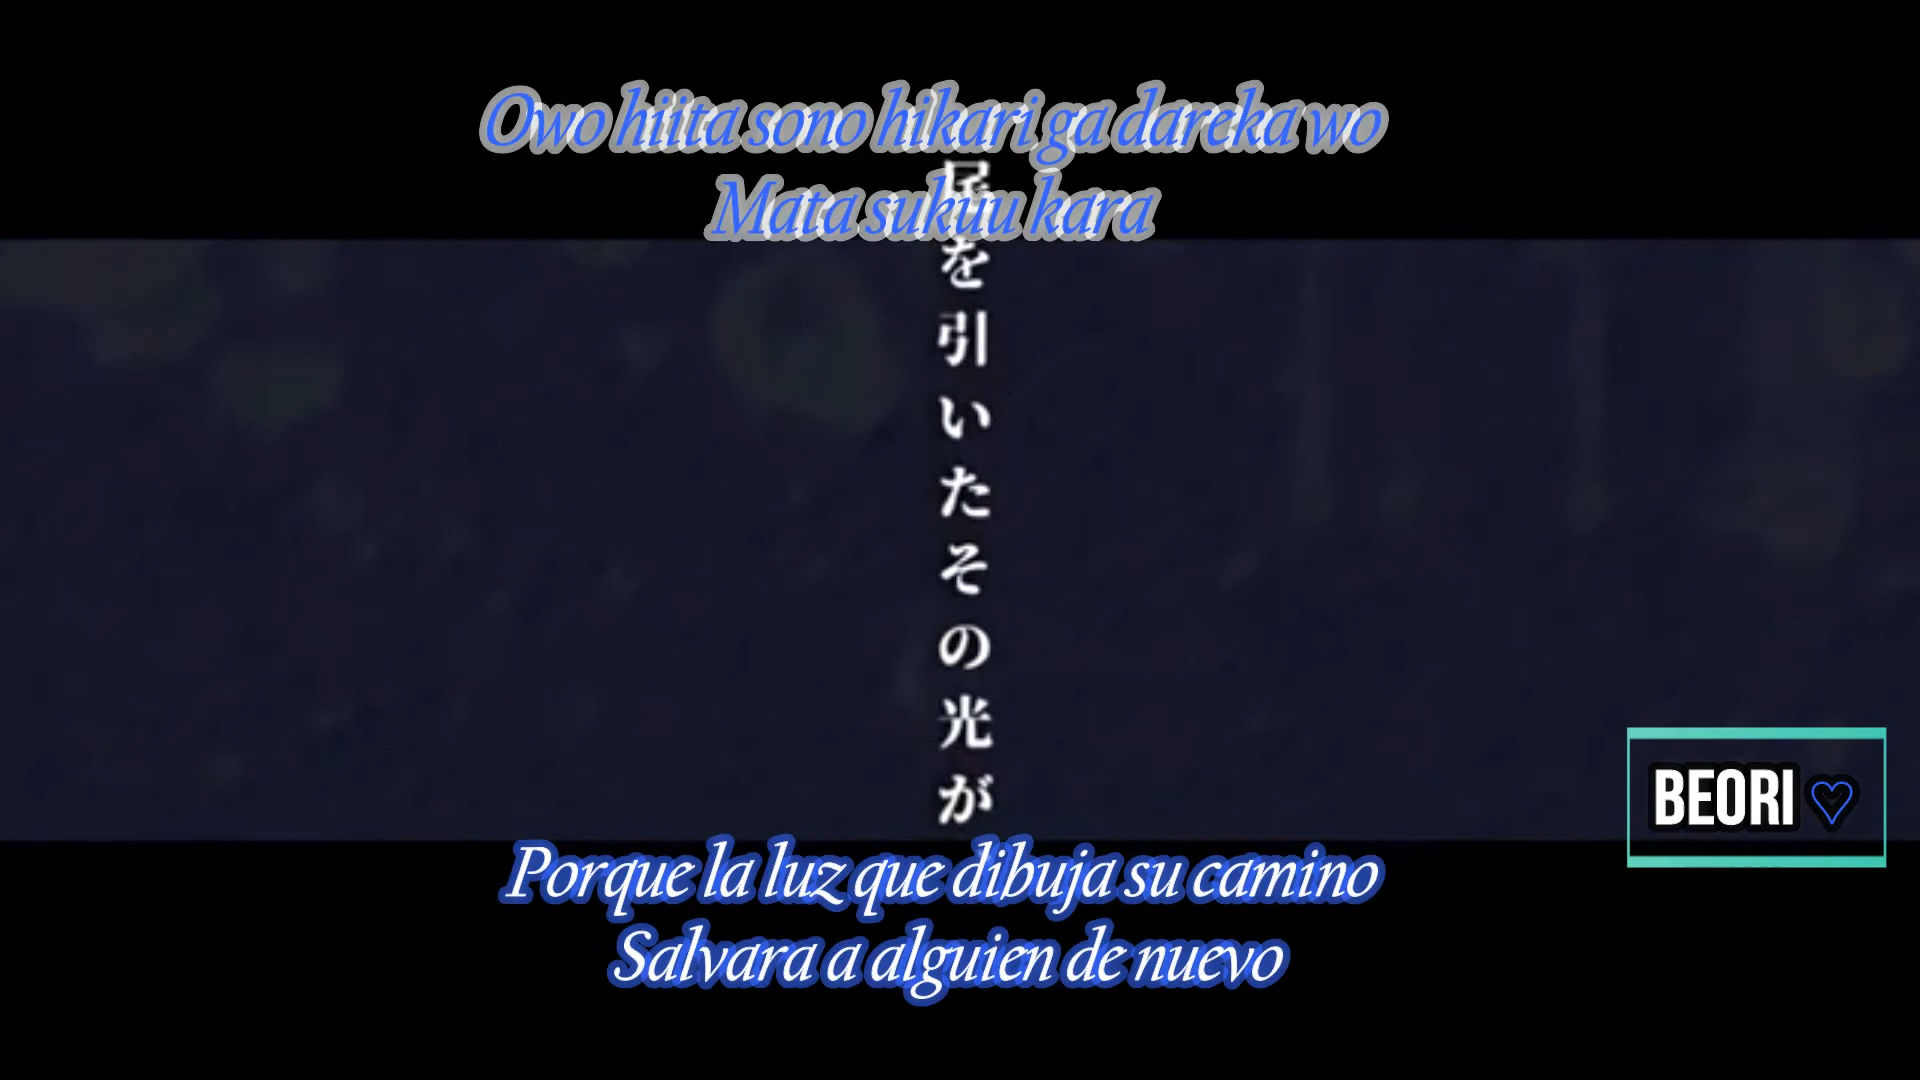 Owo hiita sono hikari ga dareka wo
Mata sukuu kara
尾を引いたその光が
Porque la luz que dibuja su camino
Salvara a alguien de nuevo
BEORI